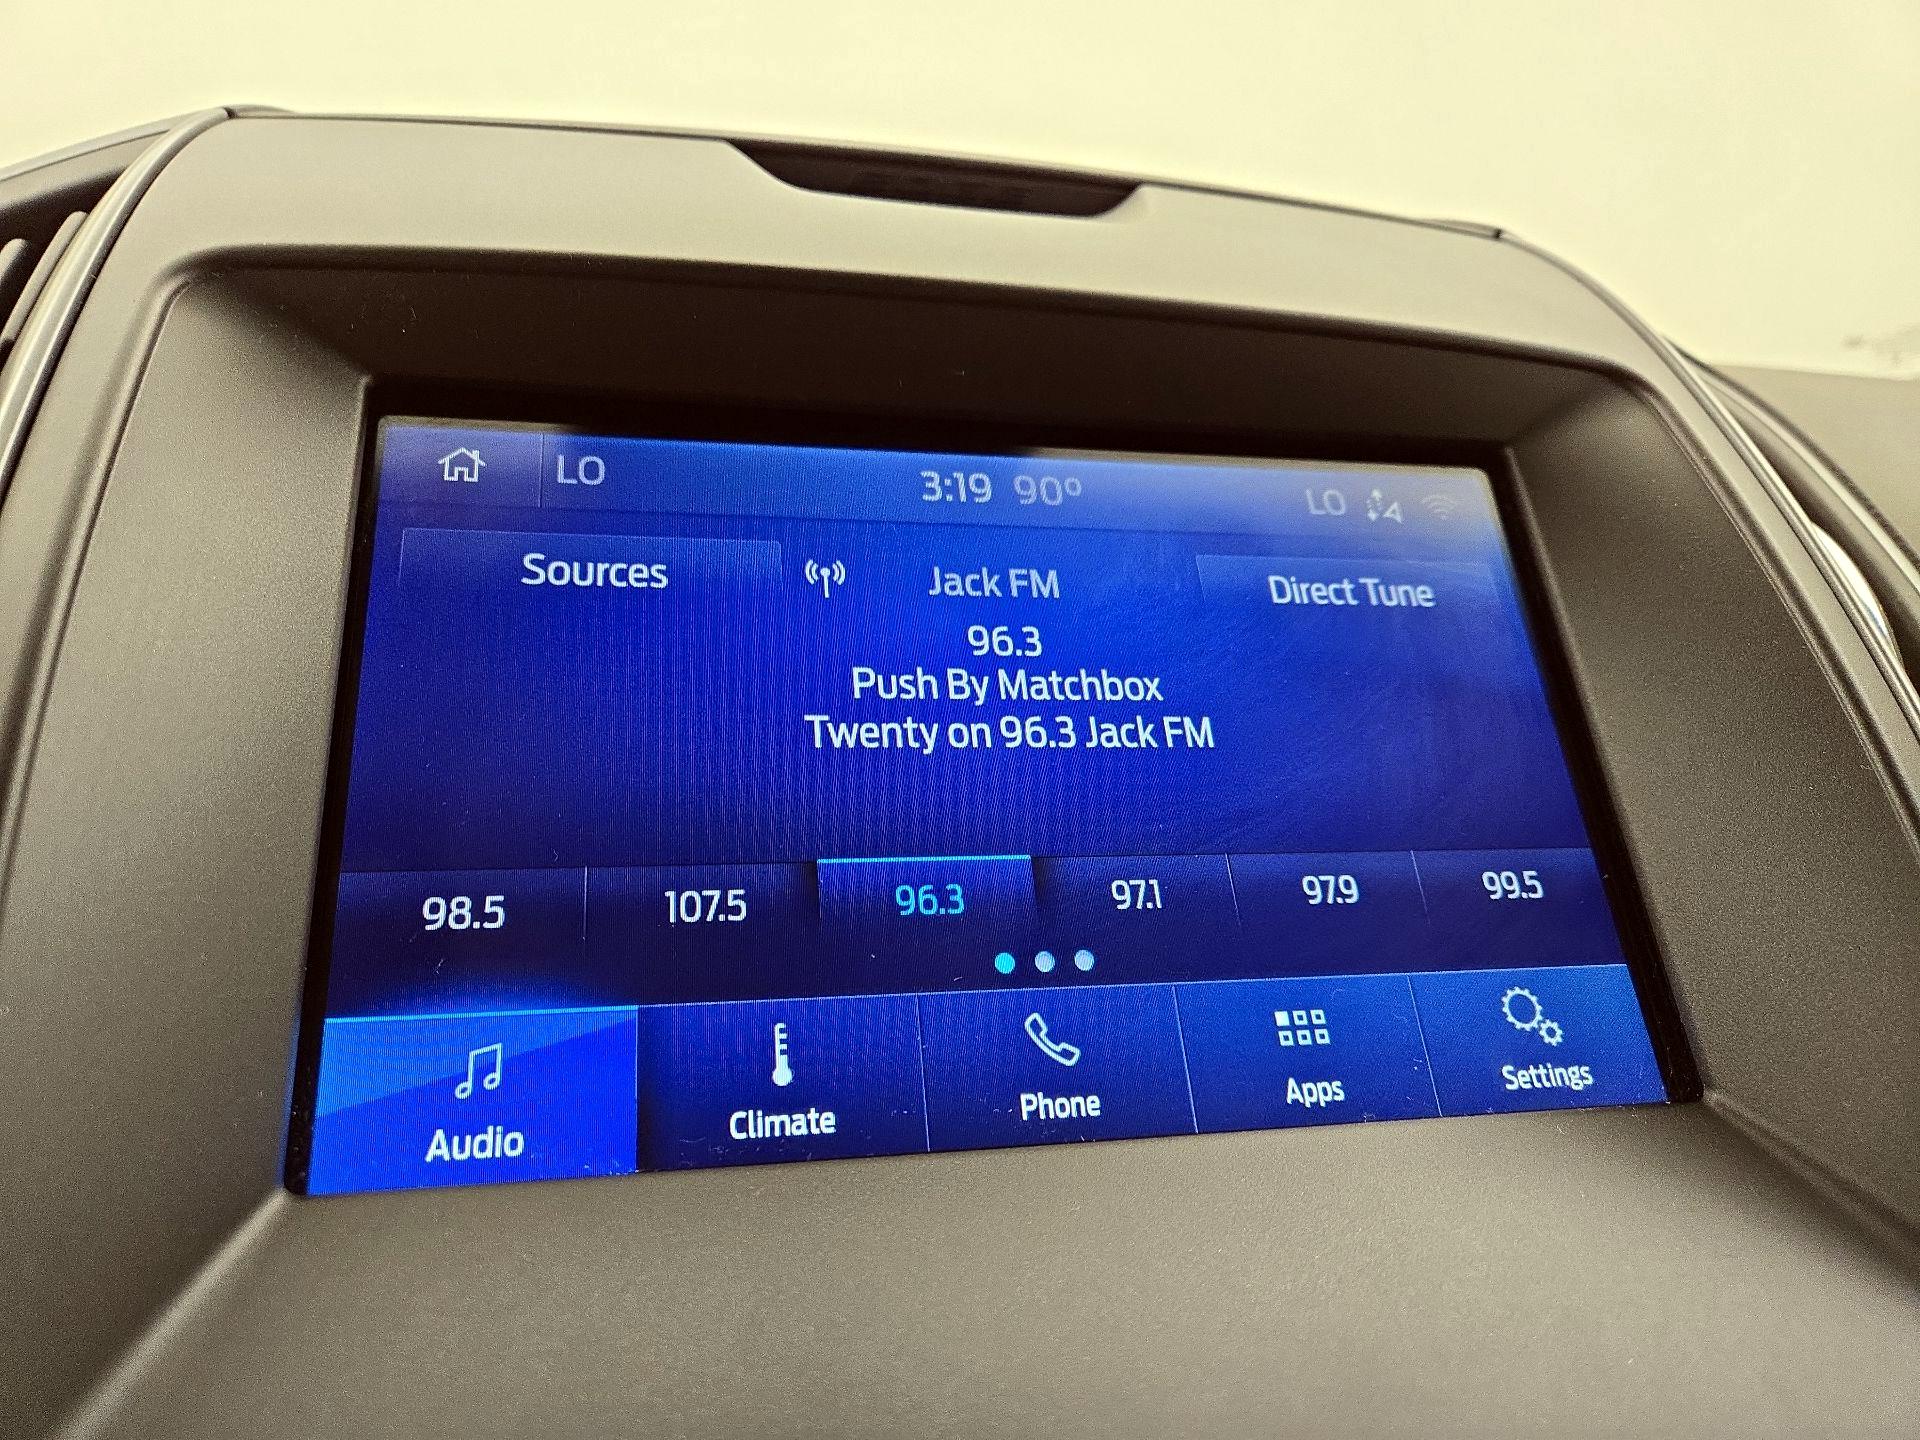 LO 3:19 90° LO
Sources Jack FM Direct Tune
96.3
Push By Matchbox
Twenty on 96.3 Jack FM
98.5 107.5 96.3 97.1 97.9 99.5
Audio Climate Phone Apps Settings